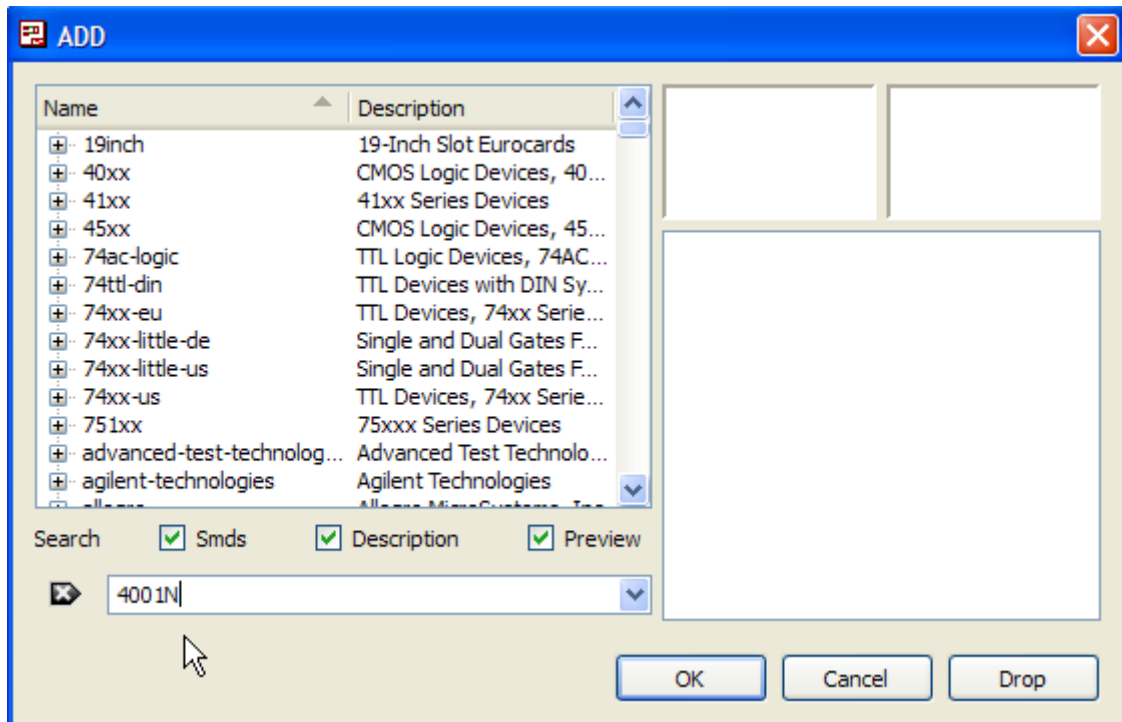 ADD
Name Description
19inch 19-Inch Slot Eurocards
40xx CMOS Logic Devices, 40...
41xx 41xx Series Devices
45xx CMOS Logic Devices, 45...
74ac-logic TTL Logic Devices, 74AC...
74ttl-din TTL Devices with DIN Sy...
74xx-eu TTL Devices, 74xx Serie...
74xx-little-de Single and Dual Gates F...
74xx-little-us Single and Dual Gates F...
74xx-us TTL Devices, 74xx Serie...
751xx 75xxx Series Devices
advanced-test-technolog... Advanced Test Technolo...
agilent-technologies Agilent Technologies
allegro Allegro MicroSystems, Inc
Search Smds Description Preview
4001N
OK Cancel Drop